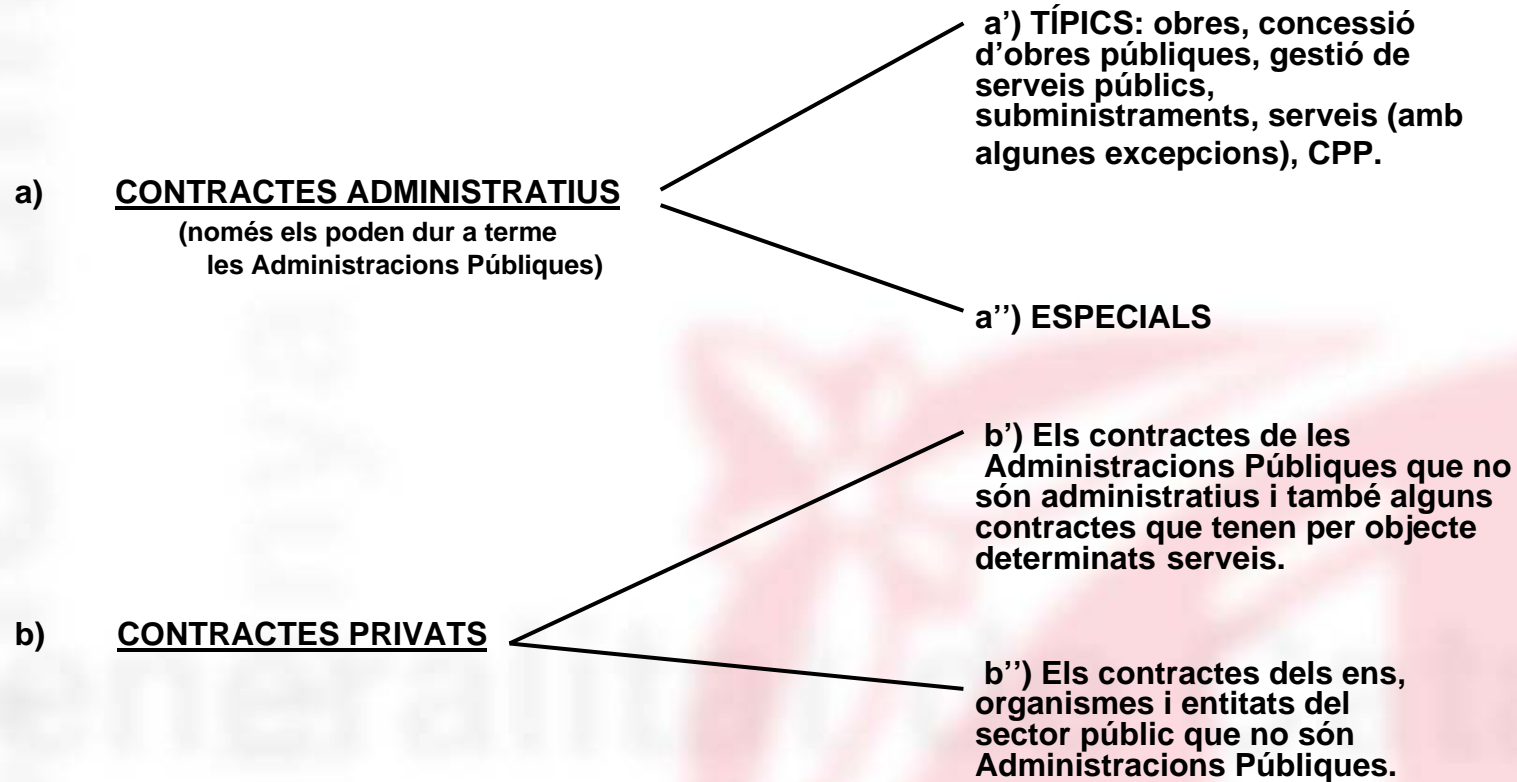 a) CONTRACTES ADMINISTRATIUS
(només els poden dur a terme
les Administracions Públiques)
a’) TÍPICS: obres, concessió
d’obres públiques, gestió de
serveis públics,
subministraments, serveis (amb
algunes excepcions), CPP.
a’’) ESPECIALS
b) CONTRACTES PRIVATS
b’) Els contractes de les
Administracions Públiques que no
són administratius i també alguns
contractes que tenen per objecte
determinats serveis.
b’’) Els contractes dels ens,
organismes i entitats del
sector públic que no són
Administracions Públiques.